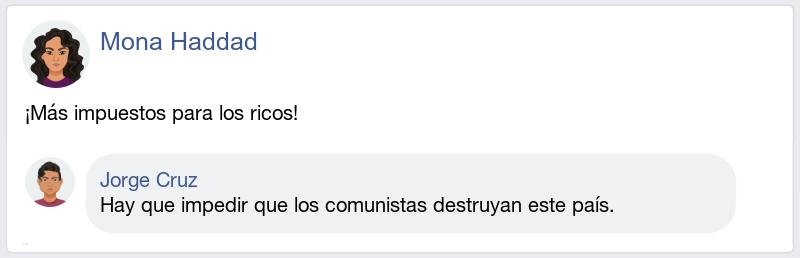 Mona Haddad
¡Más impuestos para los ricos!
Jorge Cruz
Hay que impedir que los comunistas destruyan este país.